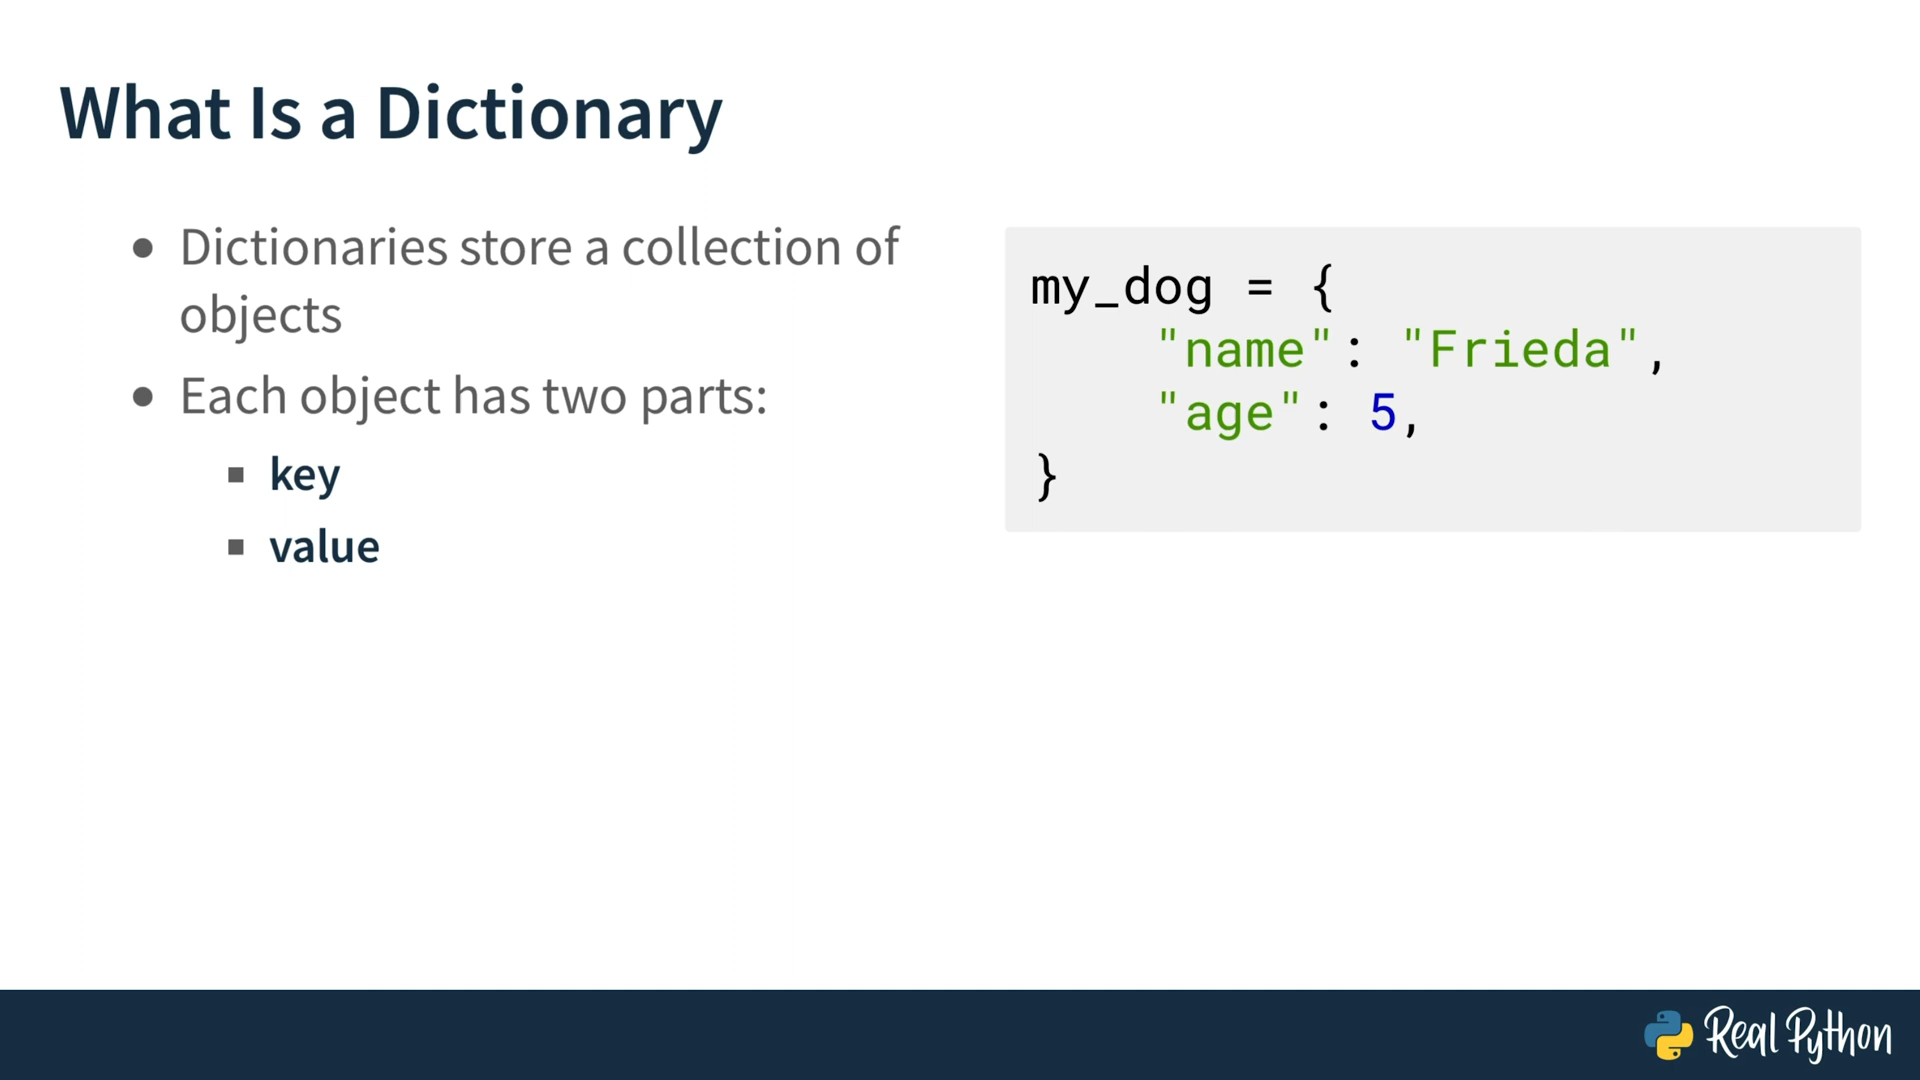 What Is a Dictionary
● Dictionaries store a collection of
objects
● Each object has two parts:
■ key
■ value
my_dog = {
    "name": "Frieda",
    "age": 5,
}
Real Python